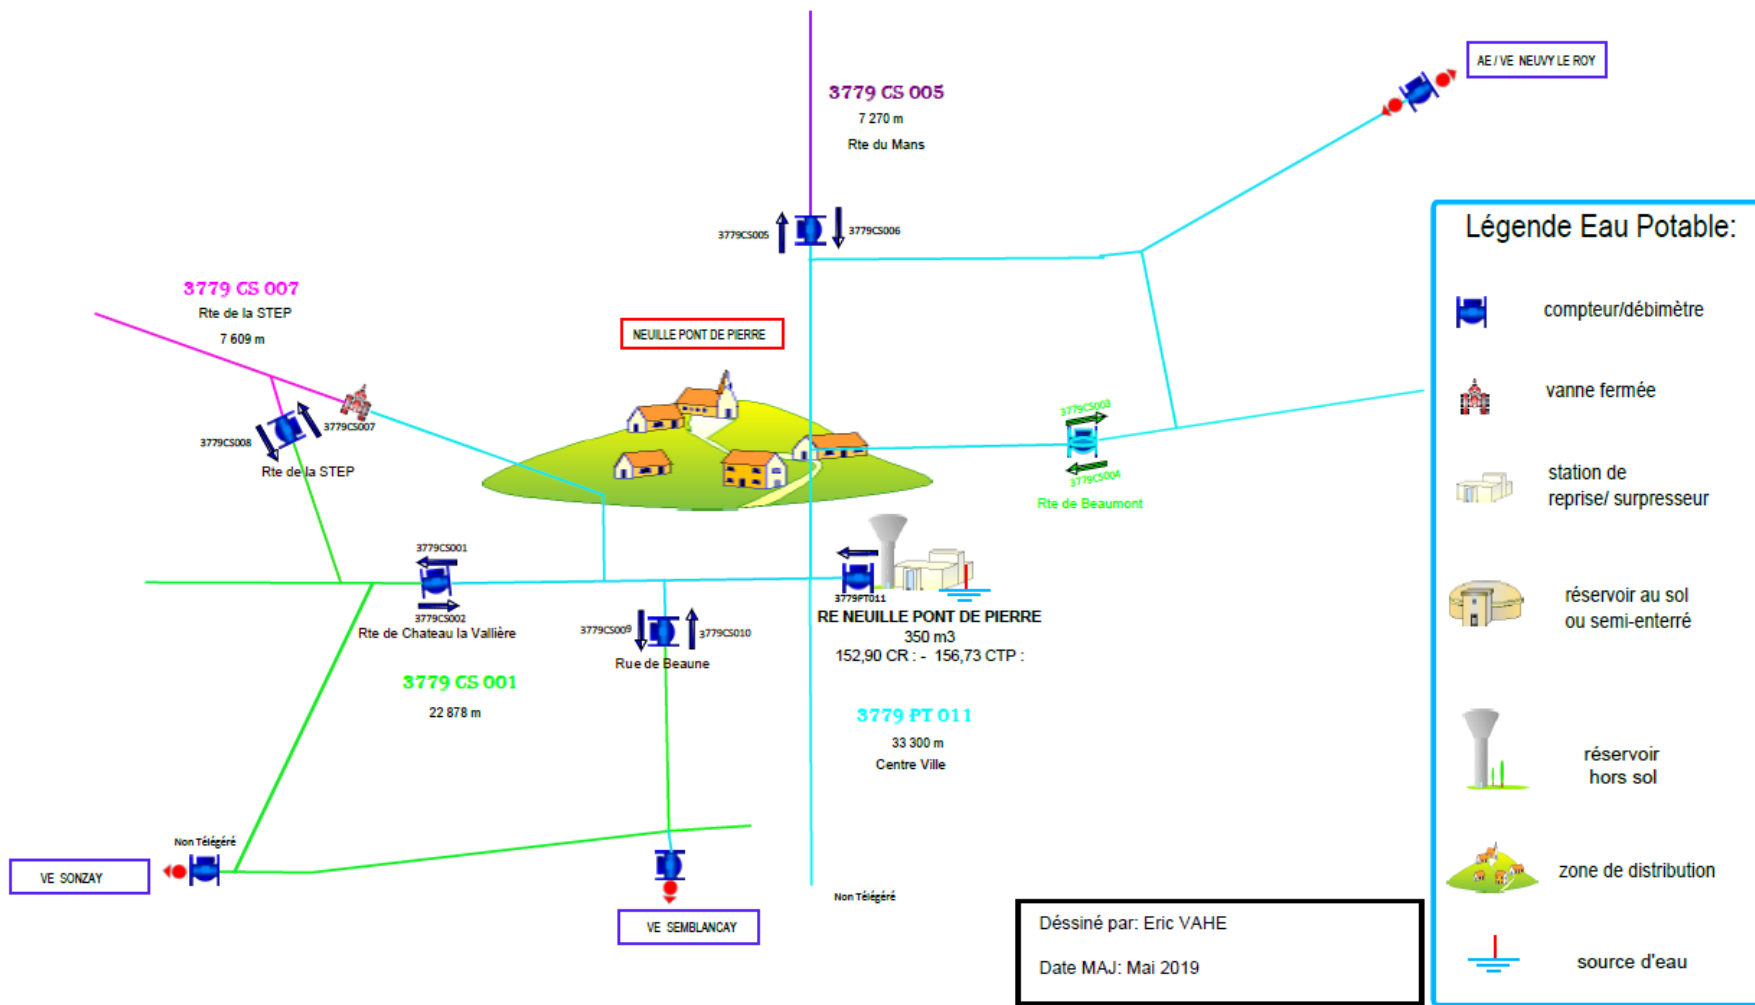 AE / VE NEUVY LE ROY
3779 CS 005
7 270 m
Rte du Mans
3779CS005
3779CS006
3779 CS 007
Rte de la STEP
7 609 m
NEUILLE PONT DE PIERRE
3779CS008
3779CS007
Rte de la STEP
3779CS003
3779CS004
Rte de Beaumont
3779CS001
3779CS002
Rte de Chateau la Vallière
3779CS009
3779CS010
Rue de Beaune
3779PT011
RE NEUILLE PONT DE PIERRE
350 m3
152,90 CR : - 156,73 CTP :
3779 CS 001
22 878 m
3779 PT 011
33 300 m
Centre Ville
Non Télégéré
VE SONZAY
VE SEMBLANCAY
Non Télégéré
Déssiné par: Eric VAHE
Date MAJ: Mai 2019
Légende Eau Potable:
compteur/débimètre
vanne fermée
station de
reprise/ surpresseur
réservoir au sol
ou semi-enterré
réservoir
hors sol
zone de distribution
source d'eau